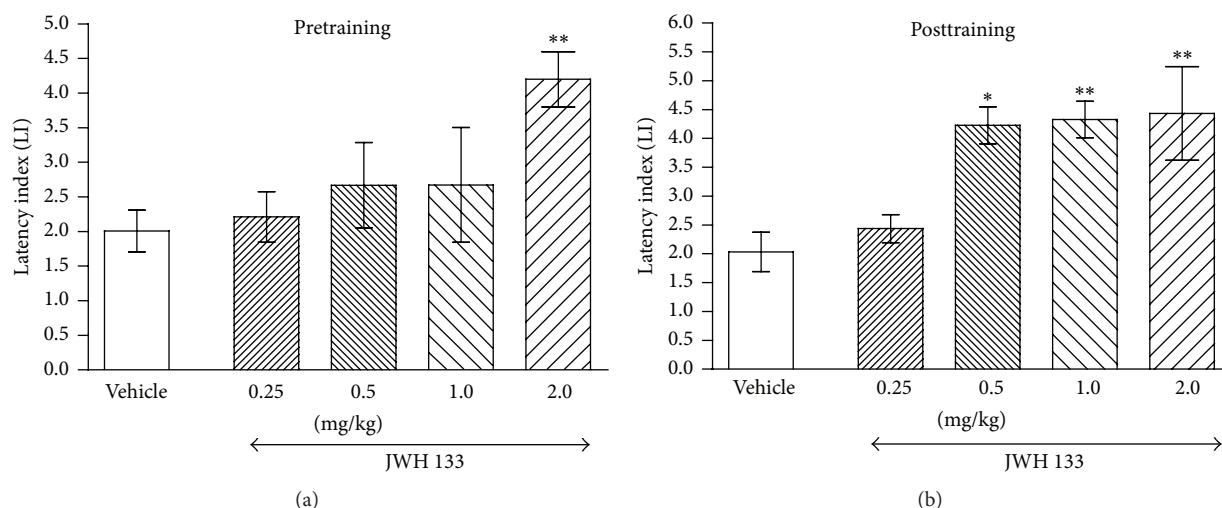 Pretraining
Latency index (LI)
5.0
4.5
4.0
3.5
3.0
2.5
2.0
1.5
1.0
0.5
0.0
**
Vehicle 0.25 0.5 1.0 2.0
(mg/kg)
JWH 133
(a)
Posttraining
Latency index (LI)
6.0
5.5
5.0
4.5
4.0
3.5
3.0
2.5
2.0
1.5
1.0
0.5
0.0
* ** **
Vehicle 0.25 0.5 1.0 2.0
(mg/kg)
JWH 133
(b)